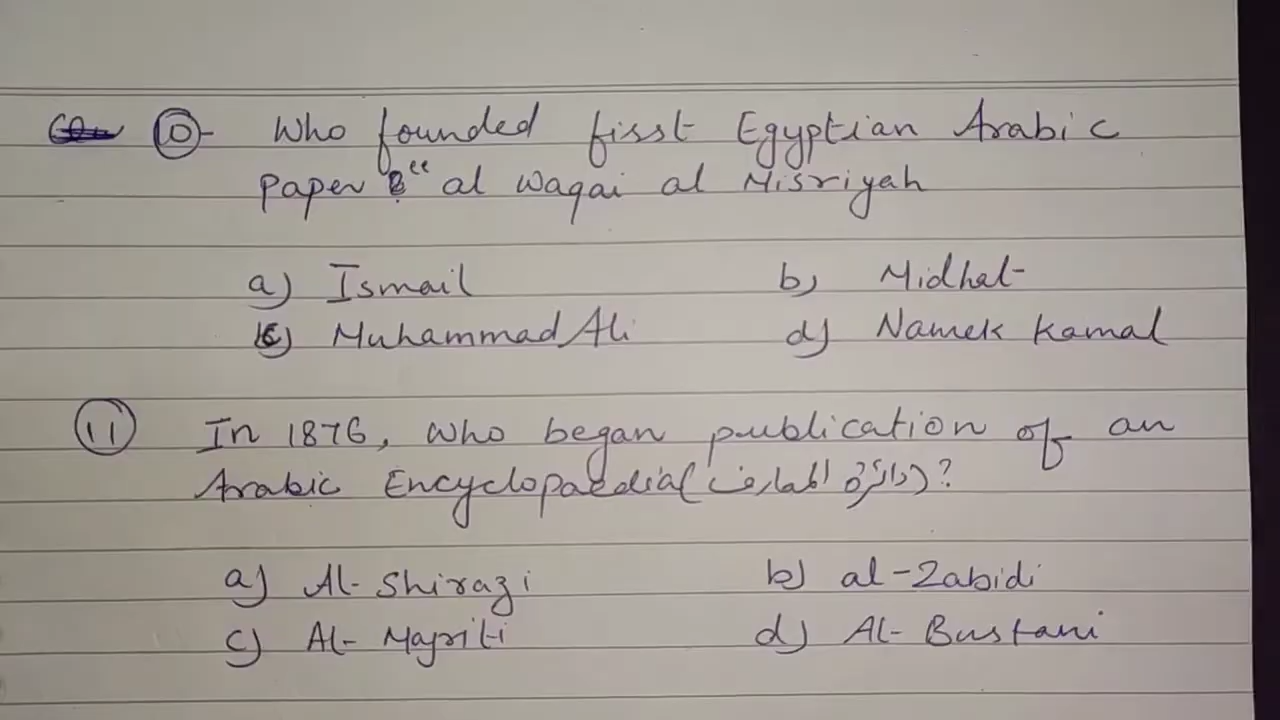 10- Who founded fisst Egyptian Arabic
Paper " al Waqai al Misriyah
a) Ismail b) Midhat
c) Muhammad Ali d) Namek Kamal
11 In 1876, Who began publication of an
Arabic Encyclopaedia (دائرة المعارف)?
a) Al-Shirazi b) al-Zabidi
c) Al-Majriti d) Al-Bustani